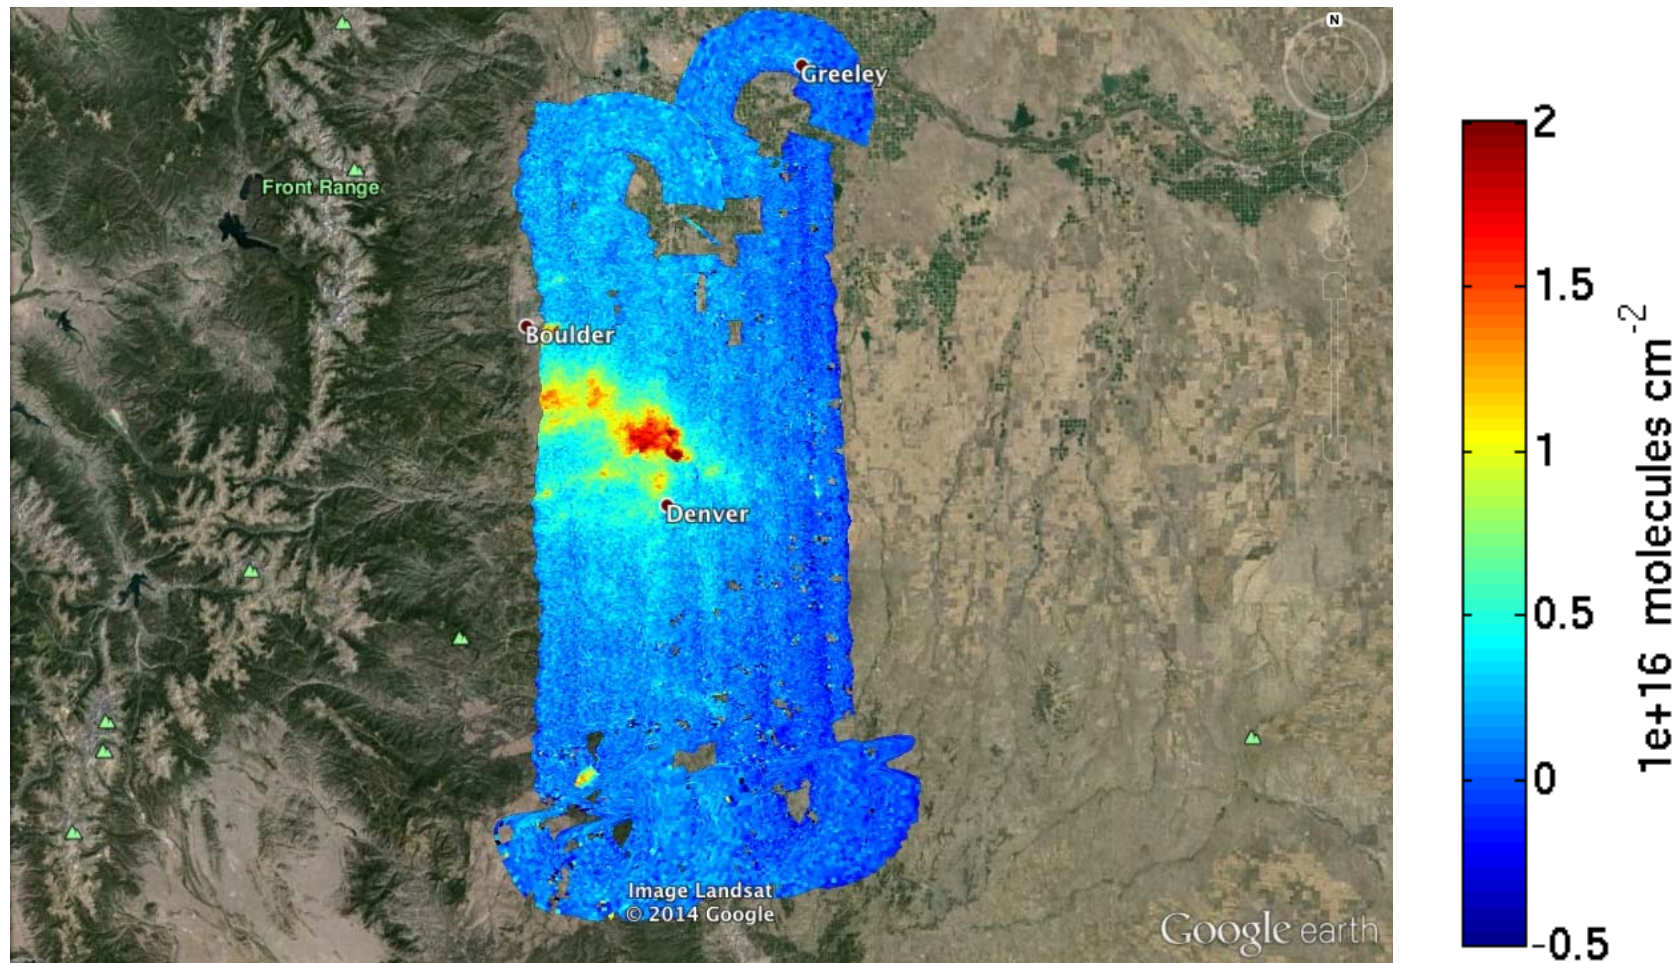 N
Greeley
Front Range
Boulder
Denver
Image Landsat
© 2014 Google
Google earth
2
1.5
1
0.5
0
-0.5
1e+16 molecules cm-2